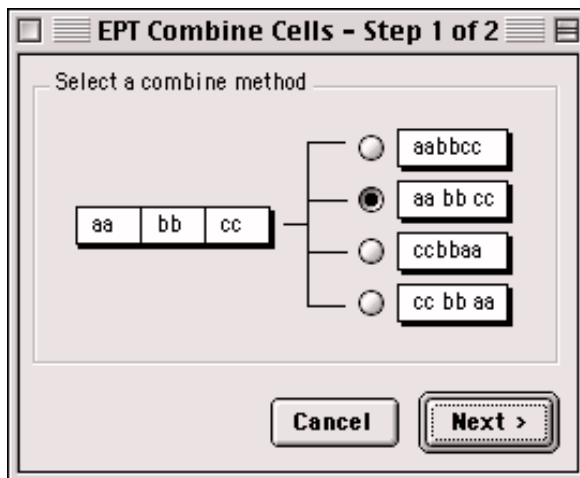 EPT Combine Cells - Step 1 of 2
Select a combine method
aabbcc
aa bb cc
aa bb cc
ccbbaa
cc bb aa
Cancel
Next >